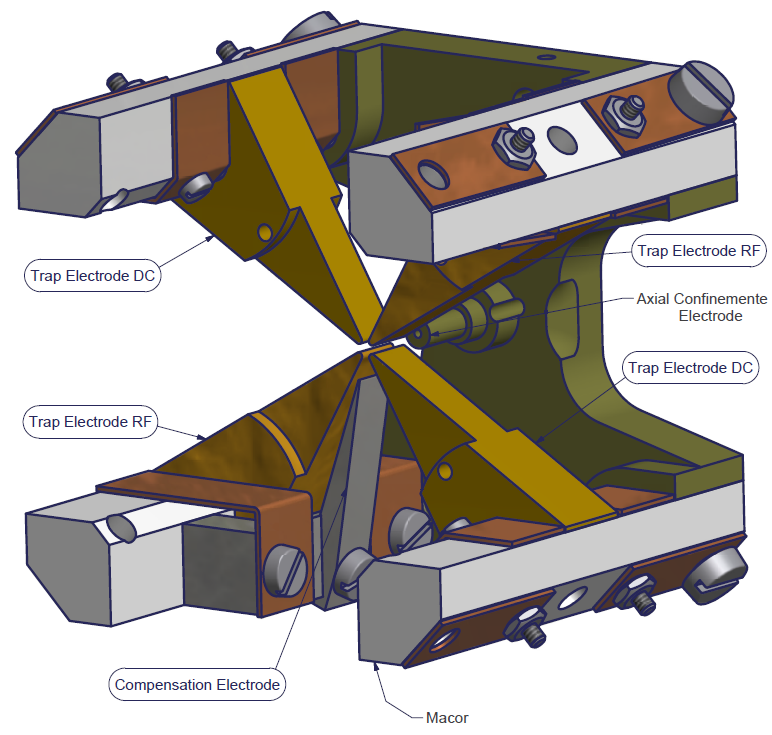 Trap Electrode DC
Trap Electrode RF
Axial Confinemente
Electrode
Trap Electrode DC
Trap Electrode RF
Compensation Electrode
Macor